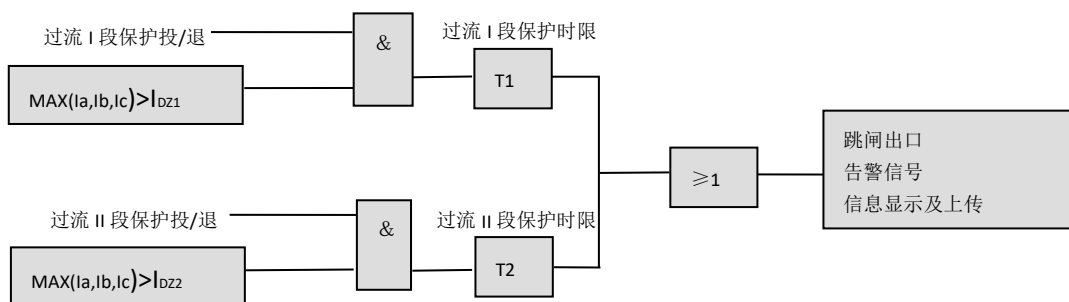 过流 I 段保护投/退
&
过流 I 段保护时限
MAX(Ia,Ib,Ic)>IDZ1
T1
跳闸出口
告警信号
信息显示及上传
≥1
过流 II 段保护投/退
&
过流 II 段保护时限
MAX(Ia,Ib,Ic)>IDZ2
T2